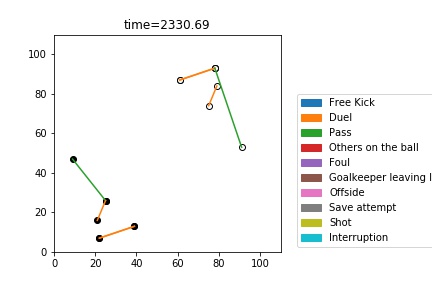 time=2330.69
100
80
60
40
20
0
0 20 40 60 80 100
Free Kick
Duel
Pass
Others on the ball
Foul
Goalkeeper leaving l
Offside
Save attempt
Shot
Interruption